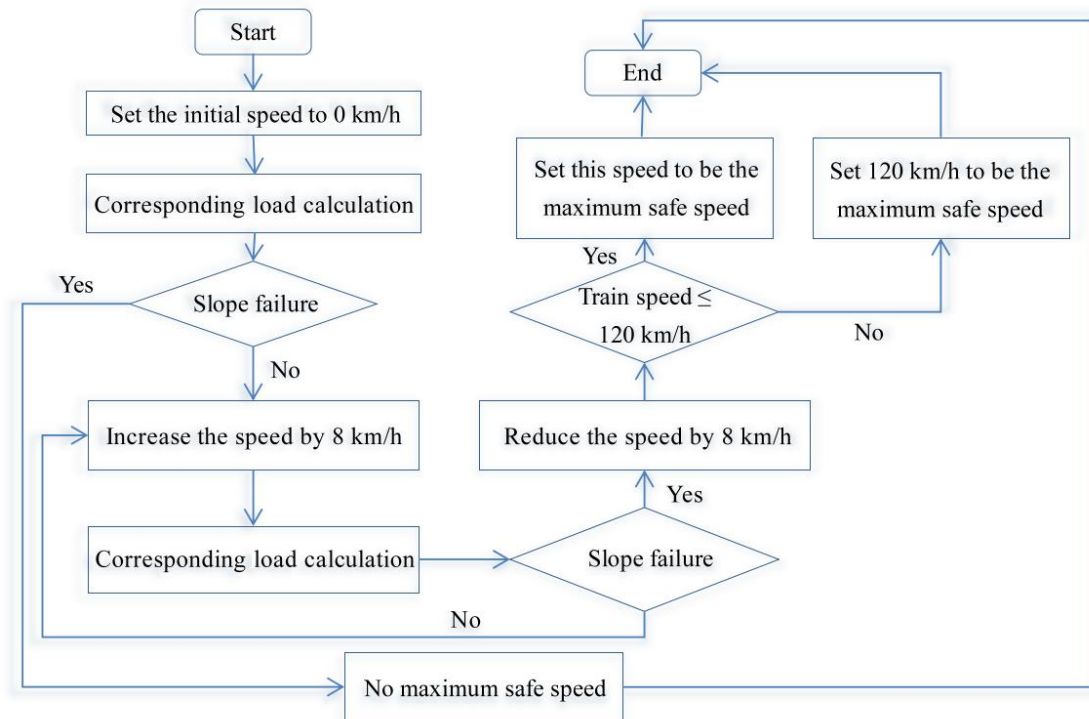 Start
Set the initial speed to 0 km/h
Corresponding load calculation
Yes
Slope failure
No
Increase the speed by 8 km/h
Corresponding load calculation
Slope failure
No
Yes
Reduce the speed by 8 km/h
Train speed ≤
120 km/h
Yes
No
Set this speed to be the
maximum safe speed
Set 120 km/h to be the
maximum safe speed
End
No maximum safe speed